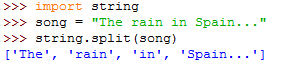 >>> import string
>>> song = "The rain in Spain..."
>>> string.split(song)
['The', 'rain', 'in', 'Spain...']